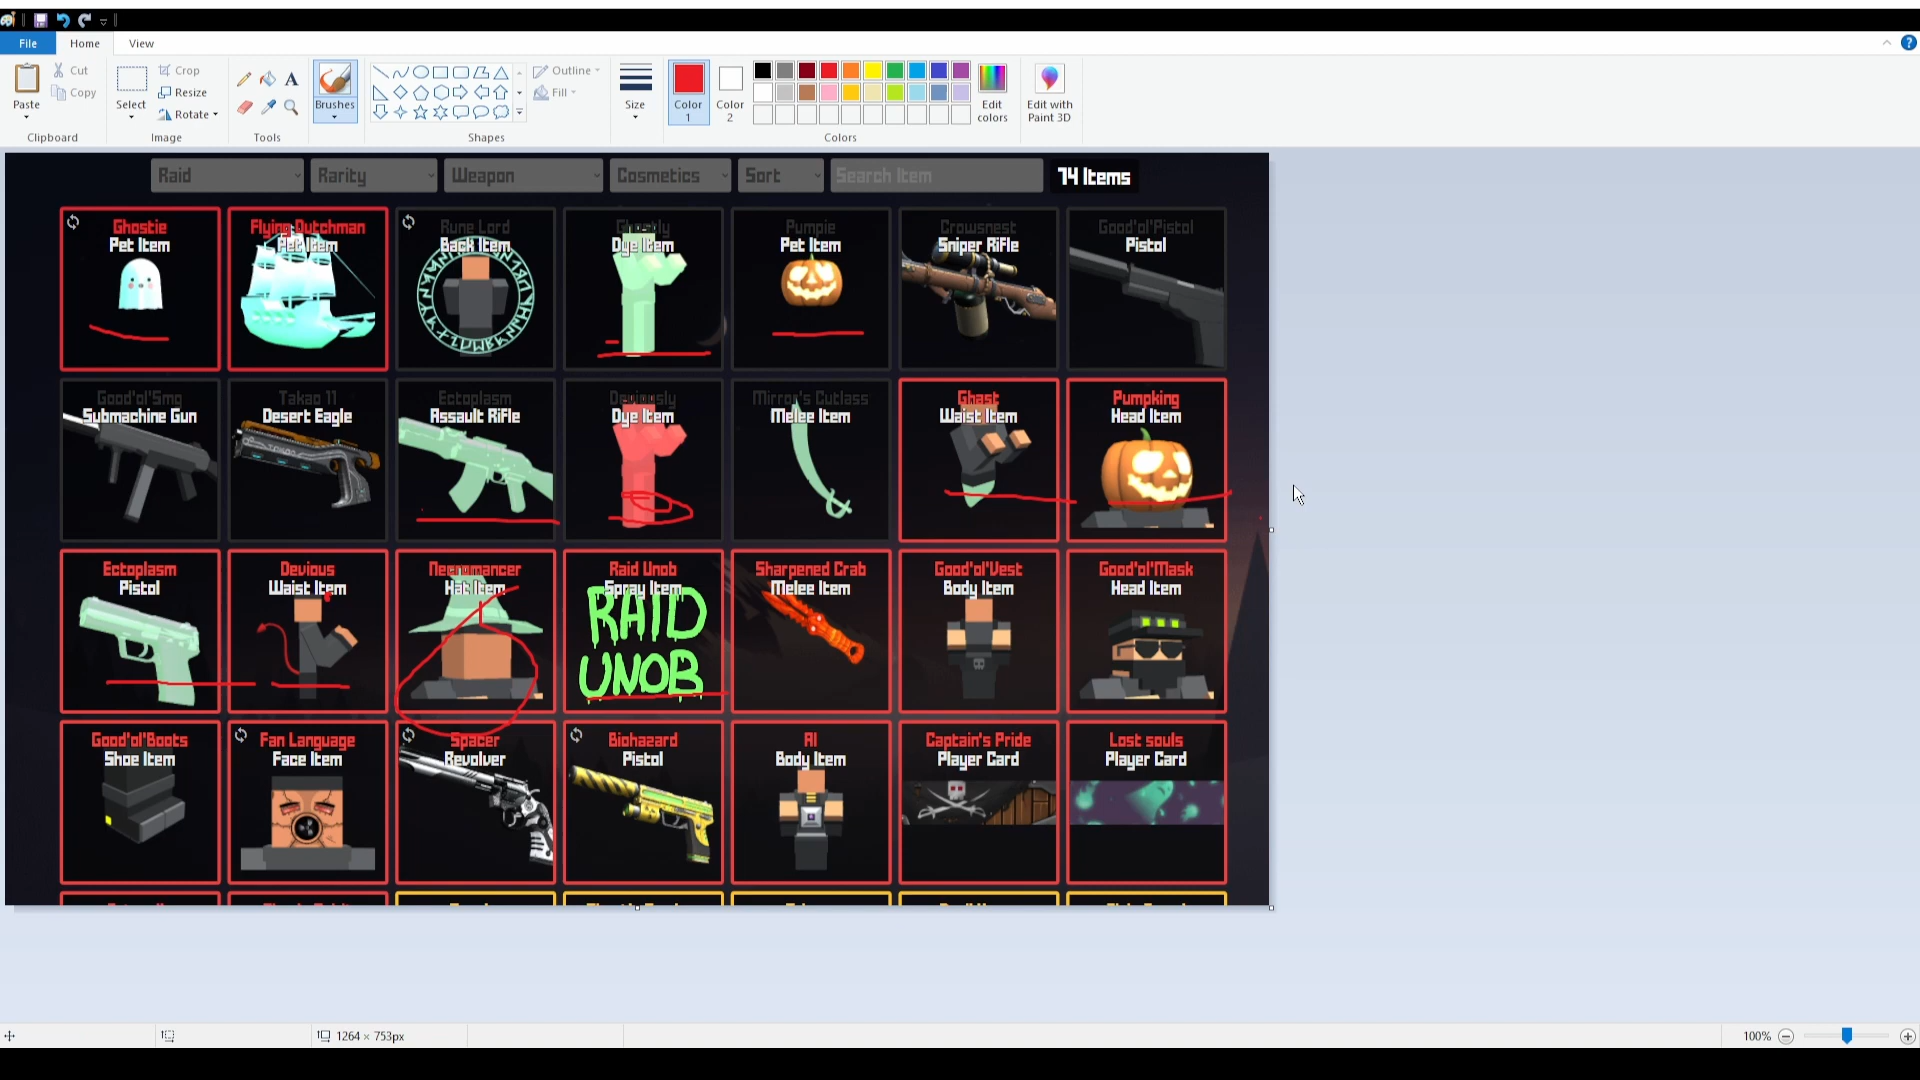 File Home View
Paste Cut Copy Select Crop Resize Rotate A Brushes Outline Fill Size Color 1 Color 2 Edit colors Edit with Paint 3D
Clipboard Image Tools Shapes Colors
Raid Rarity Weapon Cosmetics Sort Search Item 74 Items
Ghostie Flying Dutchman Rune Lord Ghostly Pumpie Crowsnest Good'ol'Pistol
Pet Item Pet Item Back Item Dye Item Pet Item Sniper Rifle Pistol
Good'ol'Smg Takao 11 Ectoplasm Deviously Mirror's Cutlass Ghast Pumpking
Submachine Gun Desert Eagle Assault Rifle Dye Item Melee Item Waist Item Head Item
Ectoplasm Devious Necromancer Raid Unob Sharpened Crab Good'ol'Vest Good'ol'Mask
Pistol Waist Item Hat Item Spray Item Melee Item Body Item Head Item
RAID
UNOB
Good'ol'Boots Fan Language Spacer Biohazard AI Captain's Pride Lost souls
Shoe Item Face Item Revolver Pistol Body Item Player Card Player Card
1264 × 753px 100%